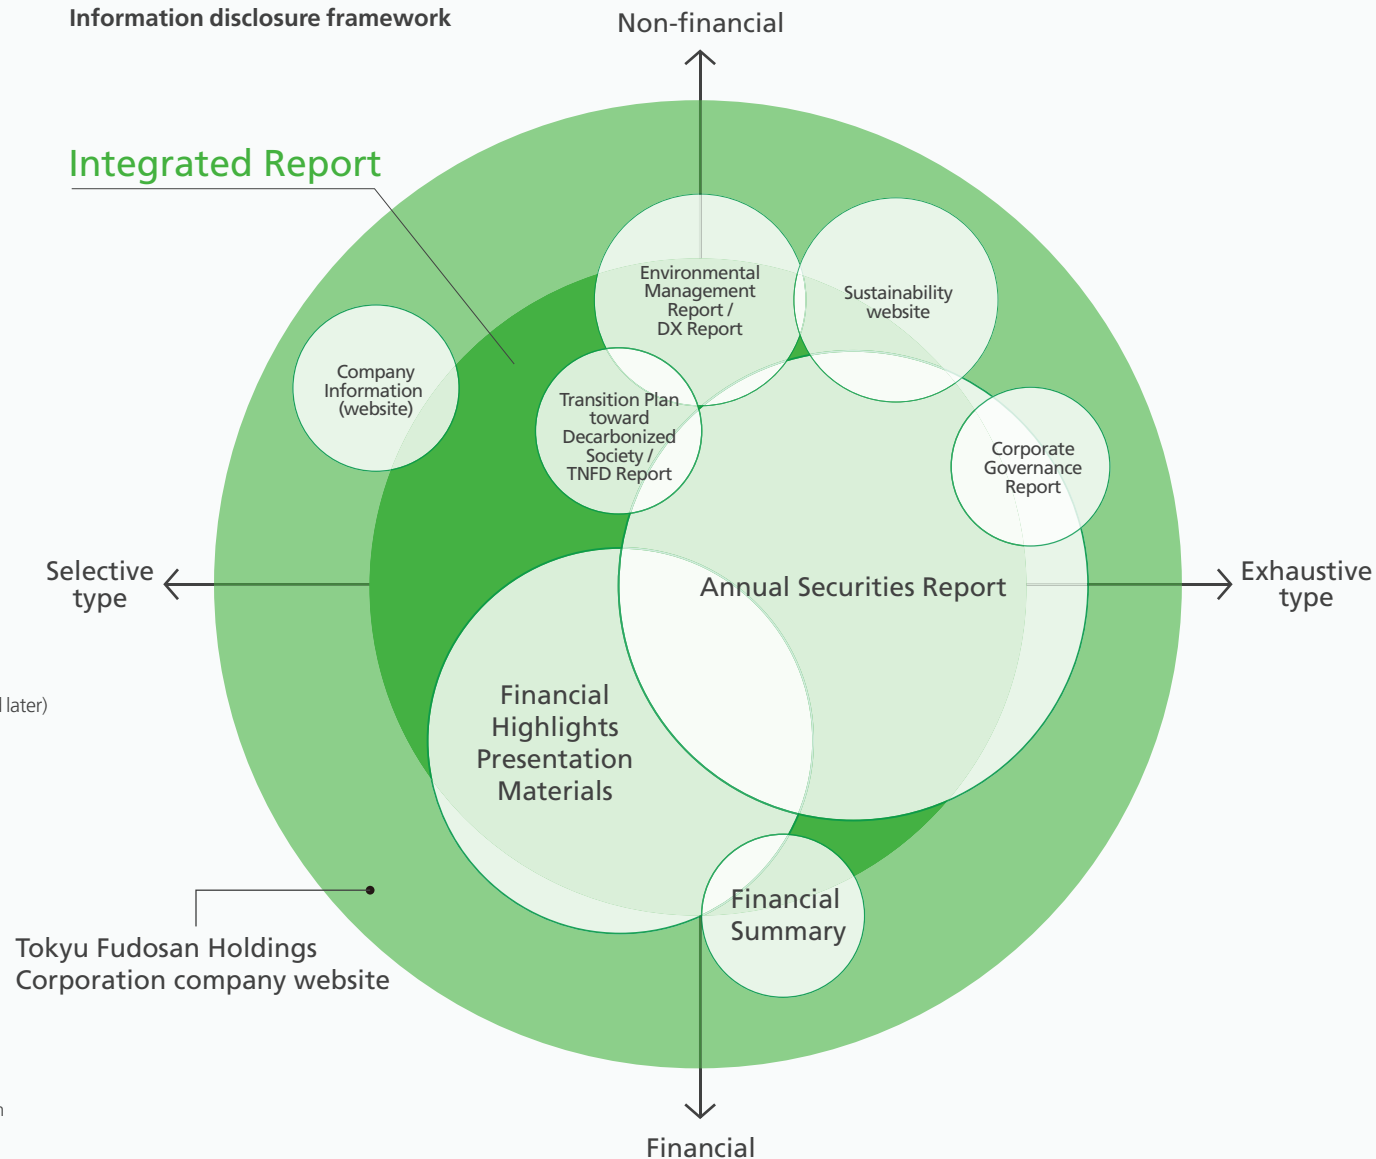 Information disclosure framework
Non-financial
Integrated Report
Environmental
Management
Report /
DX Report
Sustainability
website
Company
Information
(website)
Transition Plan
toward
Decarbonized
Society /
TNFD Report
Corporate
Governance
Report
Selective
type
Annual Securities Report
Exhaustive
type
later)
Financial
Highlights
Presentation
Materials
Financial
Summary
Tokyu Fudosan Holdings
Corporation company website
Financial